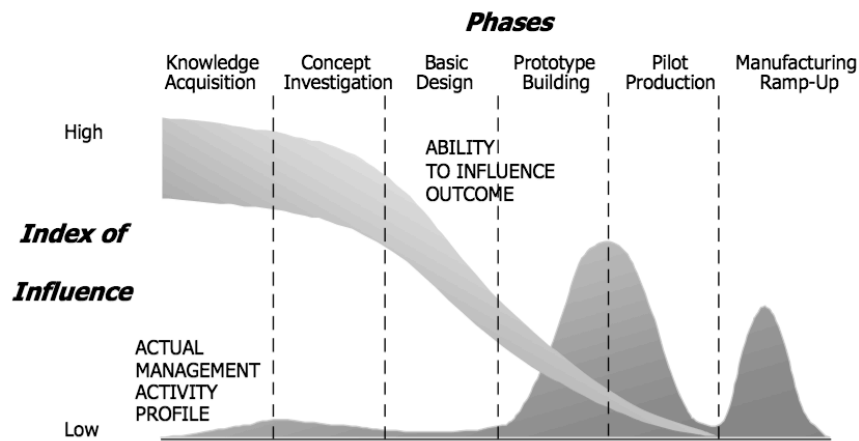 Phases
Knowledge Acquisition
Concept Investigation
Basic Design
Prototype Building
Pilot Production
Manufacturing Ramp-Up
High
ABILITY
TO INFLUENCE
OUTCOME
Index of
Influence
ACTUAL
MANAGEMENT
ACTIVITY
PROFILE
Low